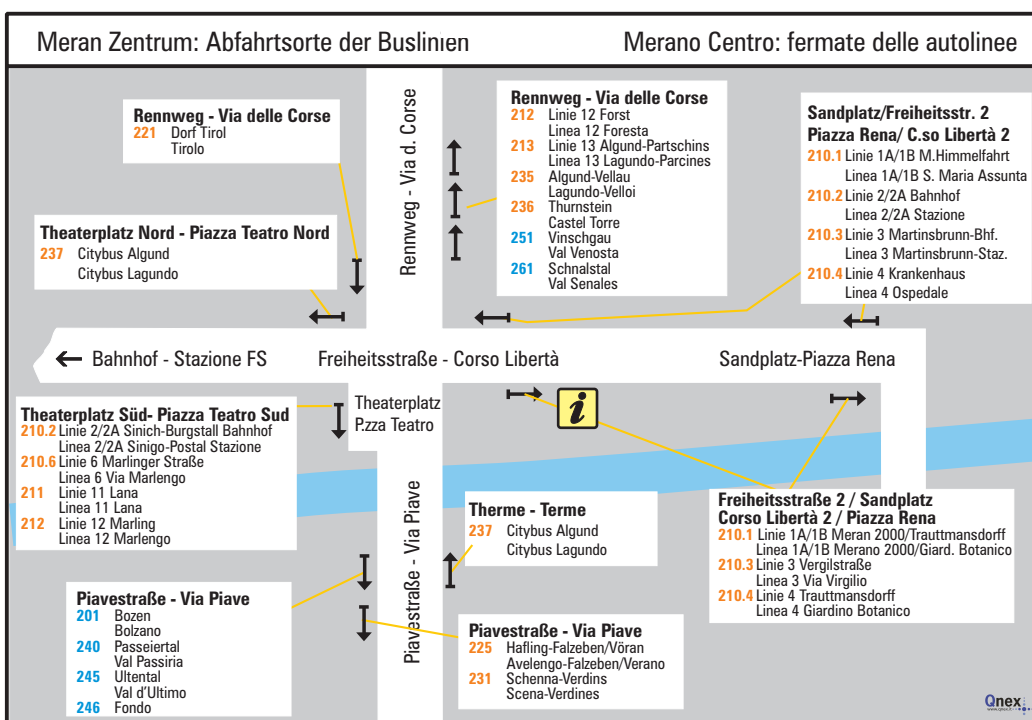 Meran Zentrum: Abfahrtsorte der Buslinien
Merano Centro: fermate delle autolinee
Rennweg - Via delle Corse
221 Dorf Tirol
Tirolo
Rennweg - Via d. Corse
Rennweg - Via delle Corse
212 Linie 12 Forst
Linea 12 Foresta
213 Linie 13 Algund-Partschins
Linea 13 Lagundo-Parcines
235 Algund-Vellau
Lagundo-Velloi
236 Thurnstein
Castel Torre
251 Vinschgau
Val Venosta
261 Schnalstal
Val Senales
Sandplatz/Freiheitsstr. 2
Piazza Rena/ C.so Libertà 2
210.1 Linie 1A/1B M.Himmelfahrt
Linea 1A/1B S. Maria Assunta
210.2 Linie 2/2A Bahnhof
Linea 2/2A Stazione
210.3 Linie 3 Martinsbrunn-Bhf.
Linea 3 Martinsbrunn-Staz.
210.4 Linie 4 Krankenhaus
Linea 4 Ospedale
Theaterplatz Nord - Piazza Teatro Nord
237 Citybus Algund
Citybus Lagundo
Bahnhof - Stazione FS
Freiheitsstraße - Corso Libertà
Sandplatz-Piazza Rena
Theaterplatz Süd- Piazza Teatro Sud
210.2 Linie 2/2A Sinich-Burgstall Bahnhof
Linea 2/2A Sinigo-Postal Stazione
210.6 Linie 6 Marlinger Straße
Linea 6 Via Marlengo
211 Linie 11 Lana
Linea 11 Lana
212 Linie 12 Marling
Linea 12 Marlengo
Theaterplatz
P.zza Teatro
i
Therme - Terme
237 Citybus Algund
Citybus Lagundo
Freiheitsstraße 2 / Sandplatz
Corso Libertà 2 / Piazza Rena
210.1 Linie 1A/1B Meran 2000/Trauttmansdorff
Linea 1A/1B Merano 2000/Giard. Botanico
210.3 Linie 3 Vergilstraße
Linea 3 Via Virgilio
210.4 Linie 4 Trauttmansdorff
Linea 4 Giardino Botanico
Piavestraße - Via Piave
Piavestraße - Via Piave
201 Bozen
Bolzano
240 Passeiertal
Val Passiria
245 Ultental
Val d'Ultimo
246 Fondo
Piavestraße - Via Piave
225 Hafling-Falzeben/Vöran
Avelengo-Falzeben/Verano
231 Schenna-Verdins
Scena-Verdines
Qnex